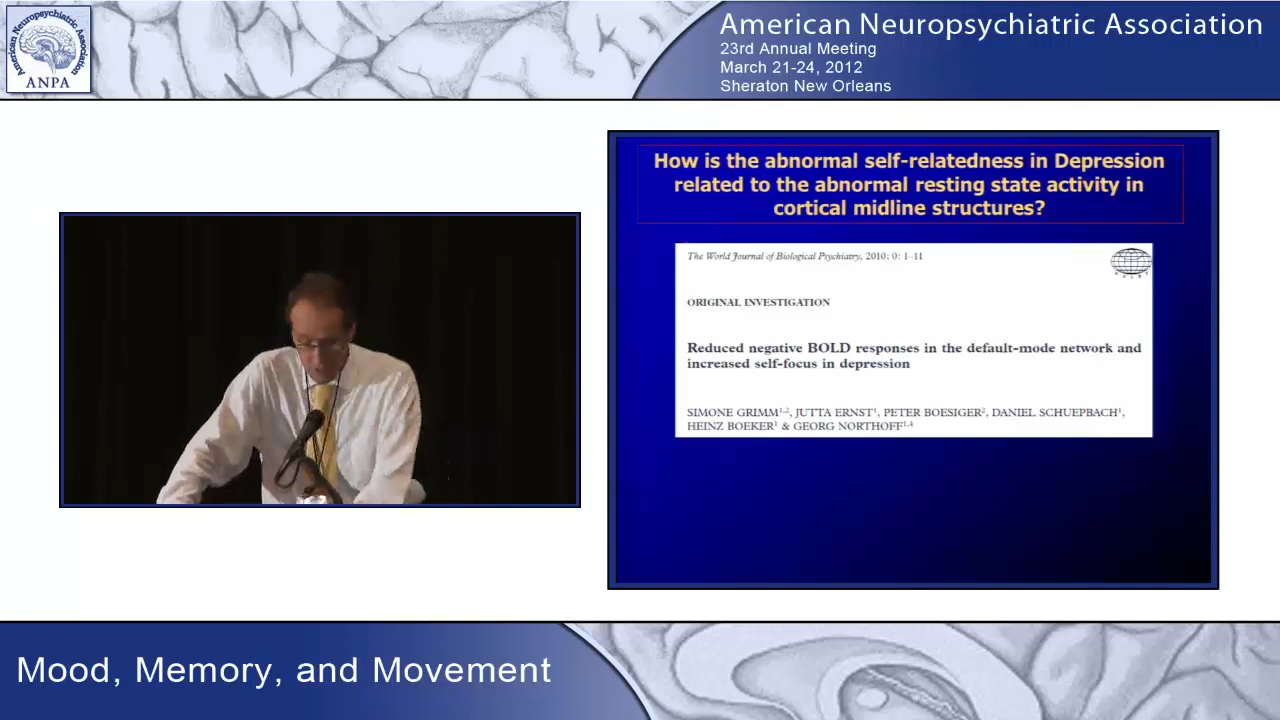 American Neuropsychiatric Association
ANPA
American Neuropsychiatric Association
23rd Annual Meeting
March 21-24, 2012
Sheraton New Orleans
How is the abnormal self-relatedness in Depression
related to the abnormal resting state activity in
cortical midline structures?
The World Journal of Biological Psychiatry, 2010; 0: 1–11
ORIGINAL INVESTIGATION
Reduced negative BOLD responses in the default-mode network and
increased self-focus in depression
SIMONE GRIMM1,2, JUTTA ERNST1, PETER BOESIGER2, DANIEL SCHUEPBACH1,
HEINZ BOEKER1 & GEORG NORTHOFF1,4
Mood, Memory, and Movement